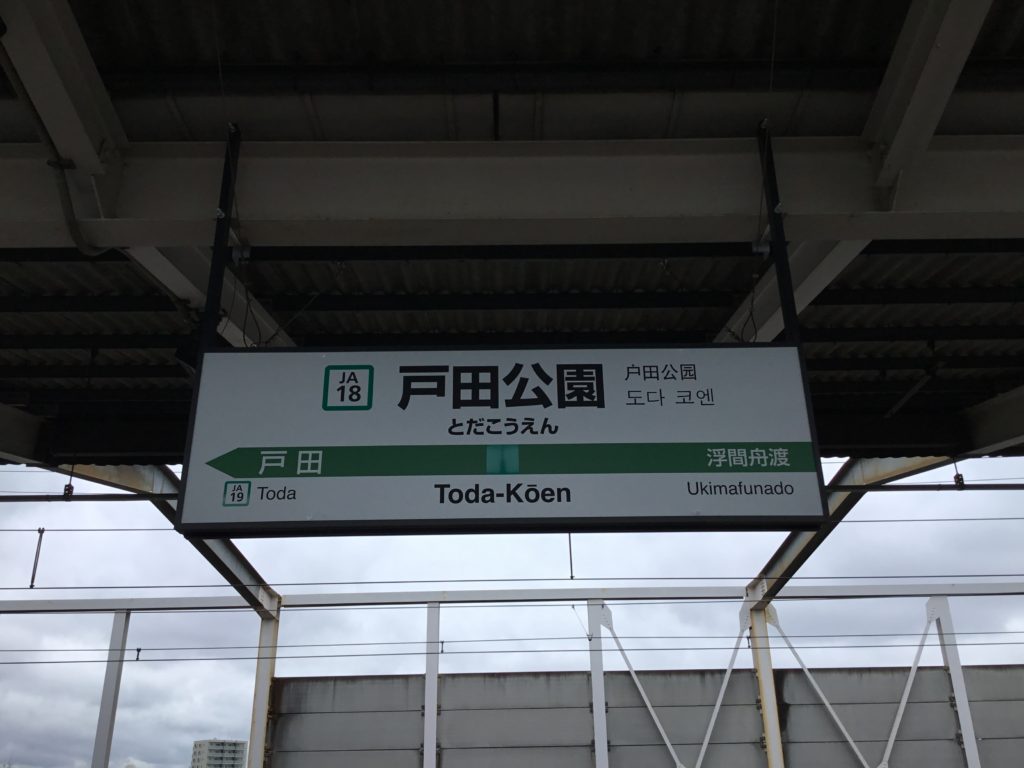 JA
18
戸田公園
户田公园
도다 코엔
とだこうえん
戸田
浮間舟渡
JA
19
Toda
Toda-Kōen
Ukimafunado